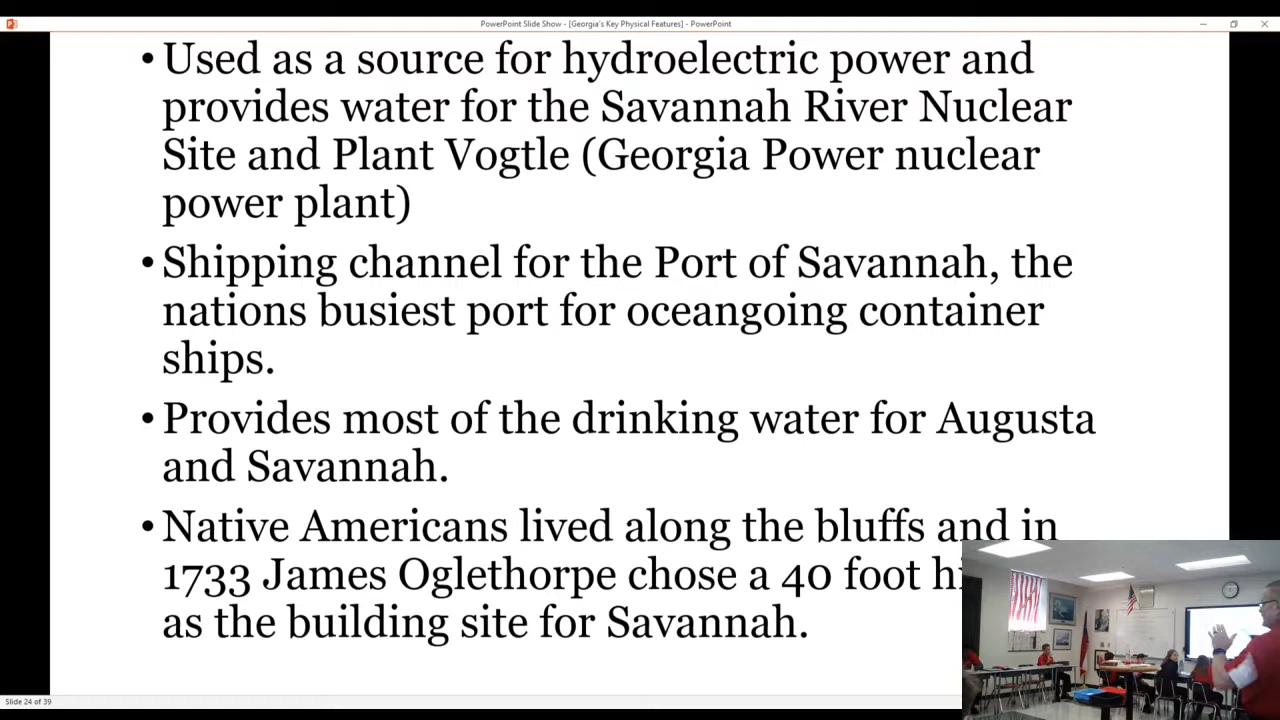 PowerPoint Slide Show - [Georgia's Key Physical Features] - PowerPoint
• Used as a source for hydroelectric power and
provides water for the Savannah River Nuclear
Site and Plant Vogtle (Georgia Power nuclear
power plant)
• Shipping channel for the Port of Savannah, the
nations busiest port for oceangoing container
ships.
• Provides most of the drinking water for Augusta
and Savannah.
• Native Americans lived along the bluffs and in
1733 James Oglethorpe chose a 40 foot
as the building site for Savannah.
Slide 24 of 39